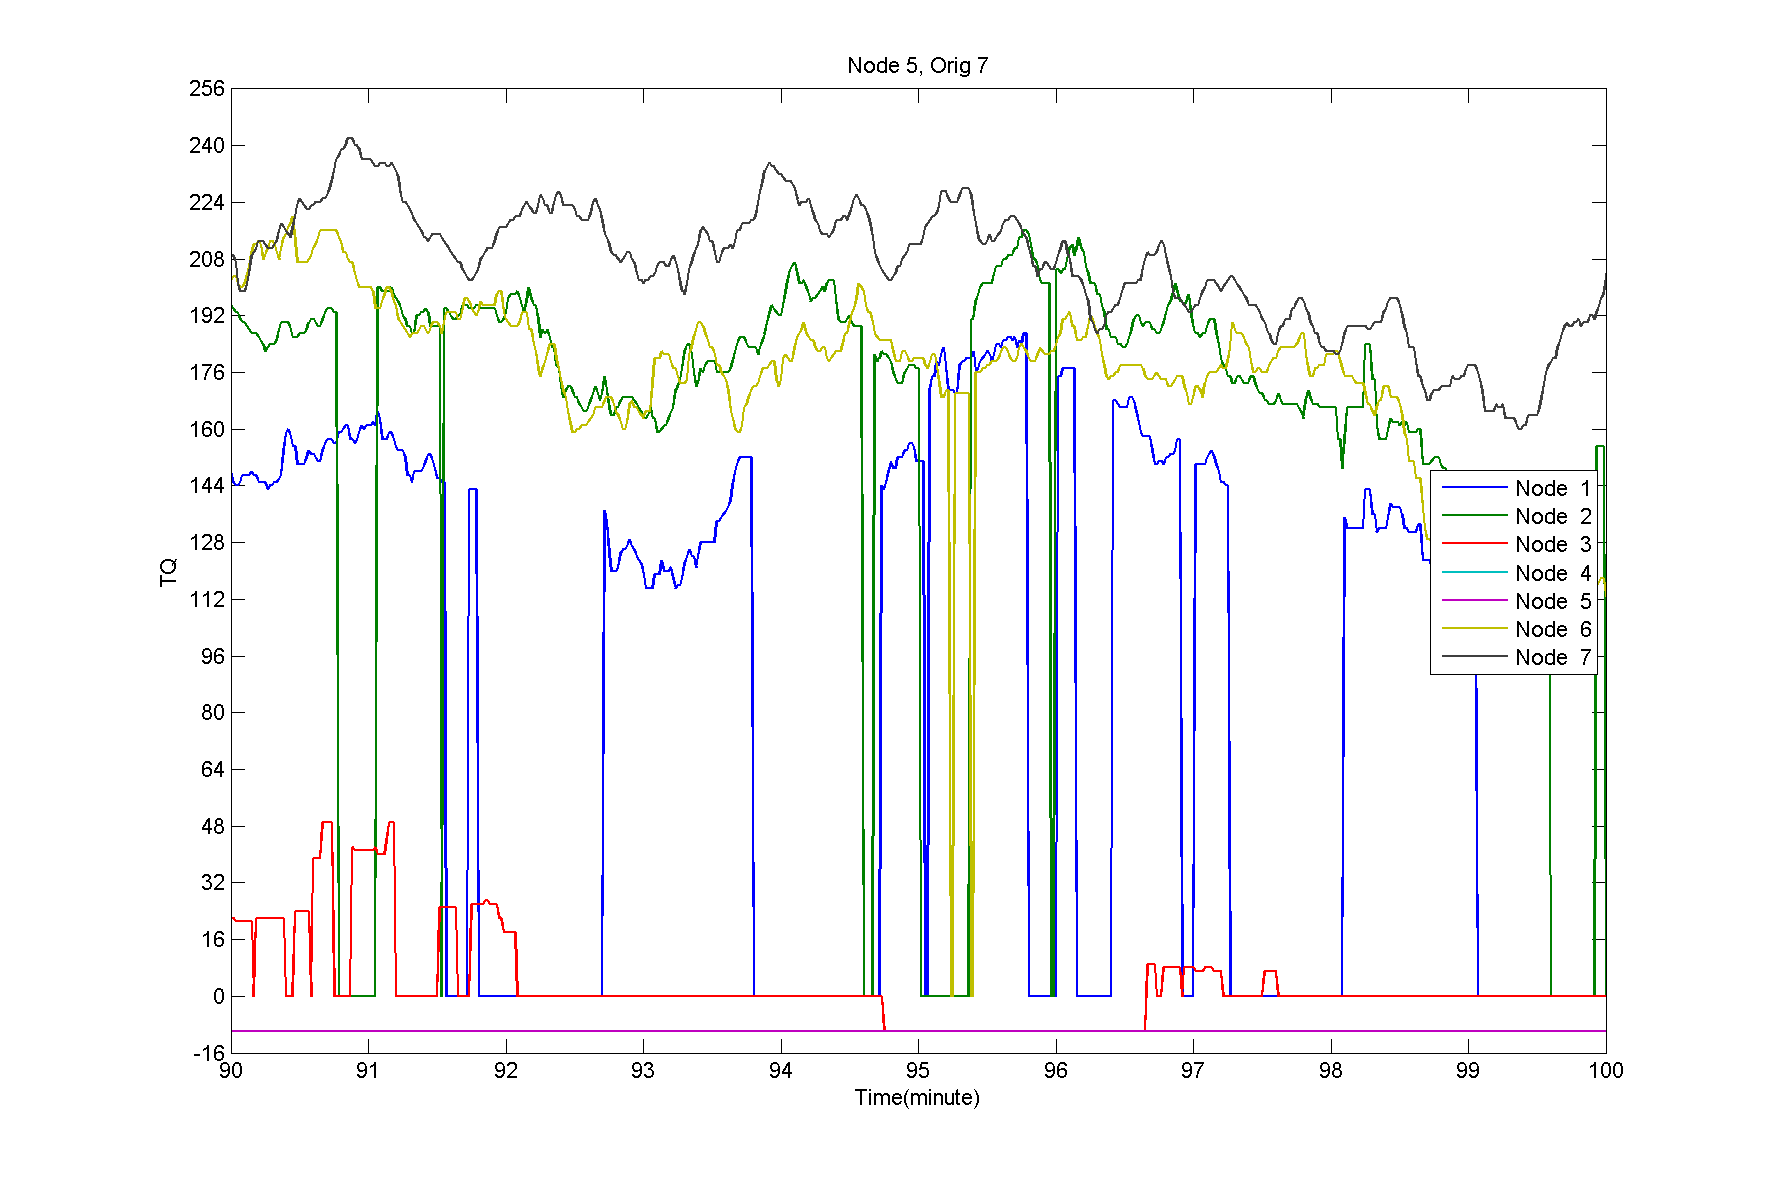 Node 5, Orig 7
256
240
224
208
192
176
160
144
128
112
96
80
64
48
32
16
0
-16
TQ
Node 1
Node 2
Node 3
Node 4
Node 5
Node 6
Node 7
90 91 92 93 94 95 96 97 98 99 100
Time(minute)